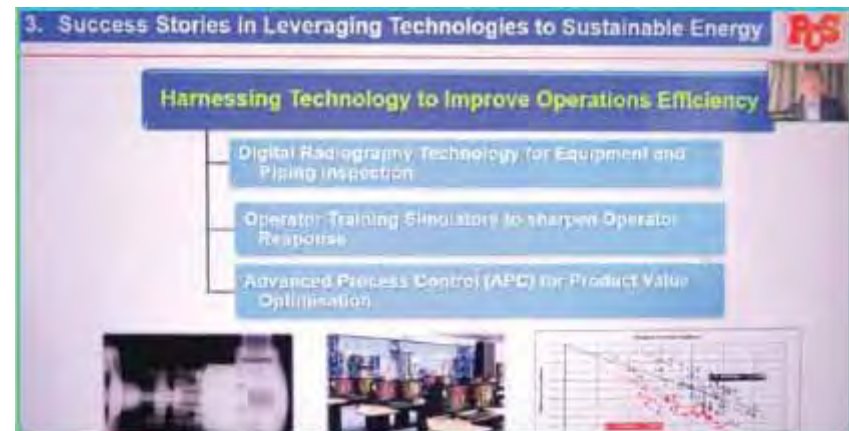 3. Success Stories in Leveraging Technologies to Sustainable Energy
PCS
Harnessing Technology to Improve Operations Efficiency
Digital Radiography Technology for Equipment and
Piping Inspection
Operator Training Simulators to sharpen Operator
Response
Advanced Process Control (APC) for Product Value
Optimisation